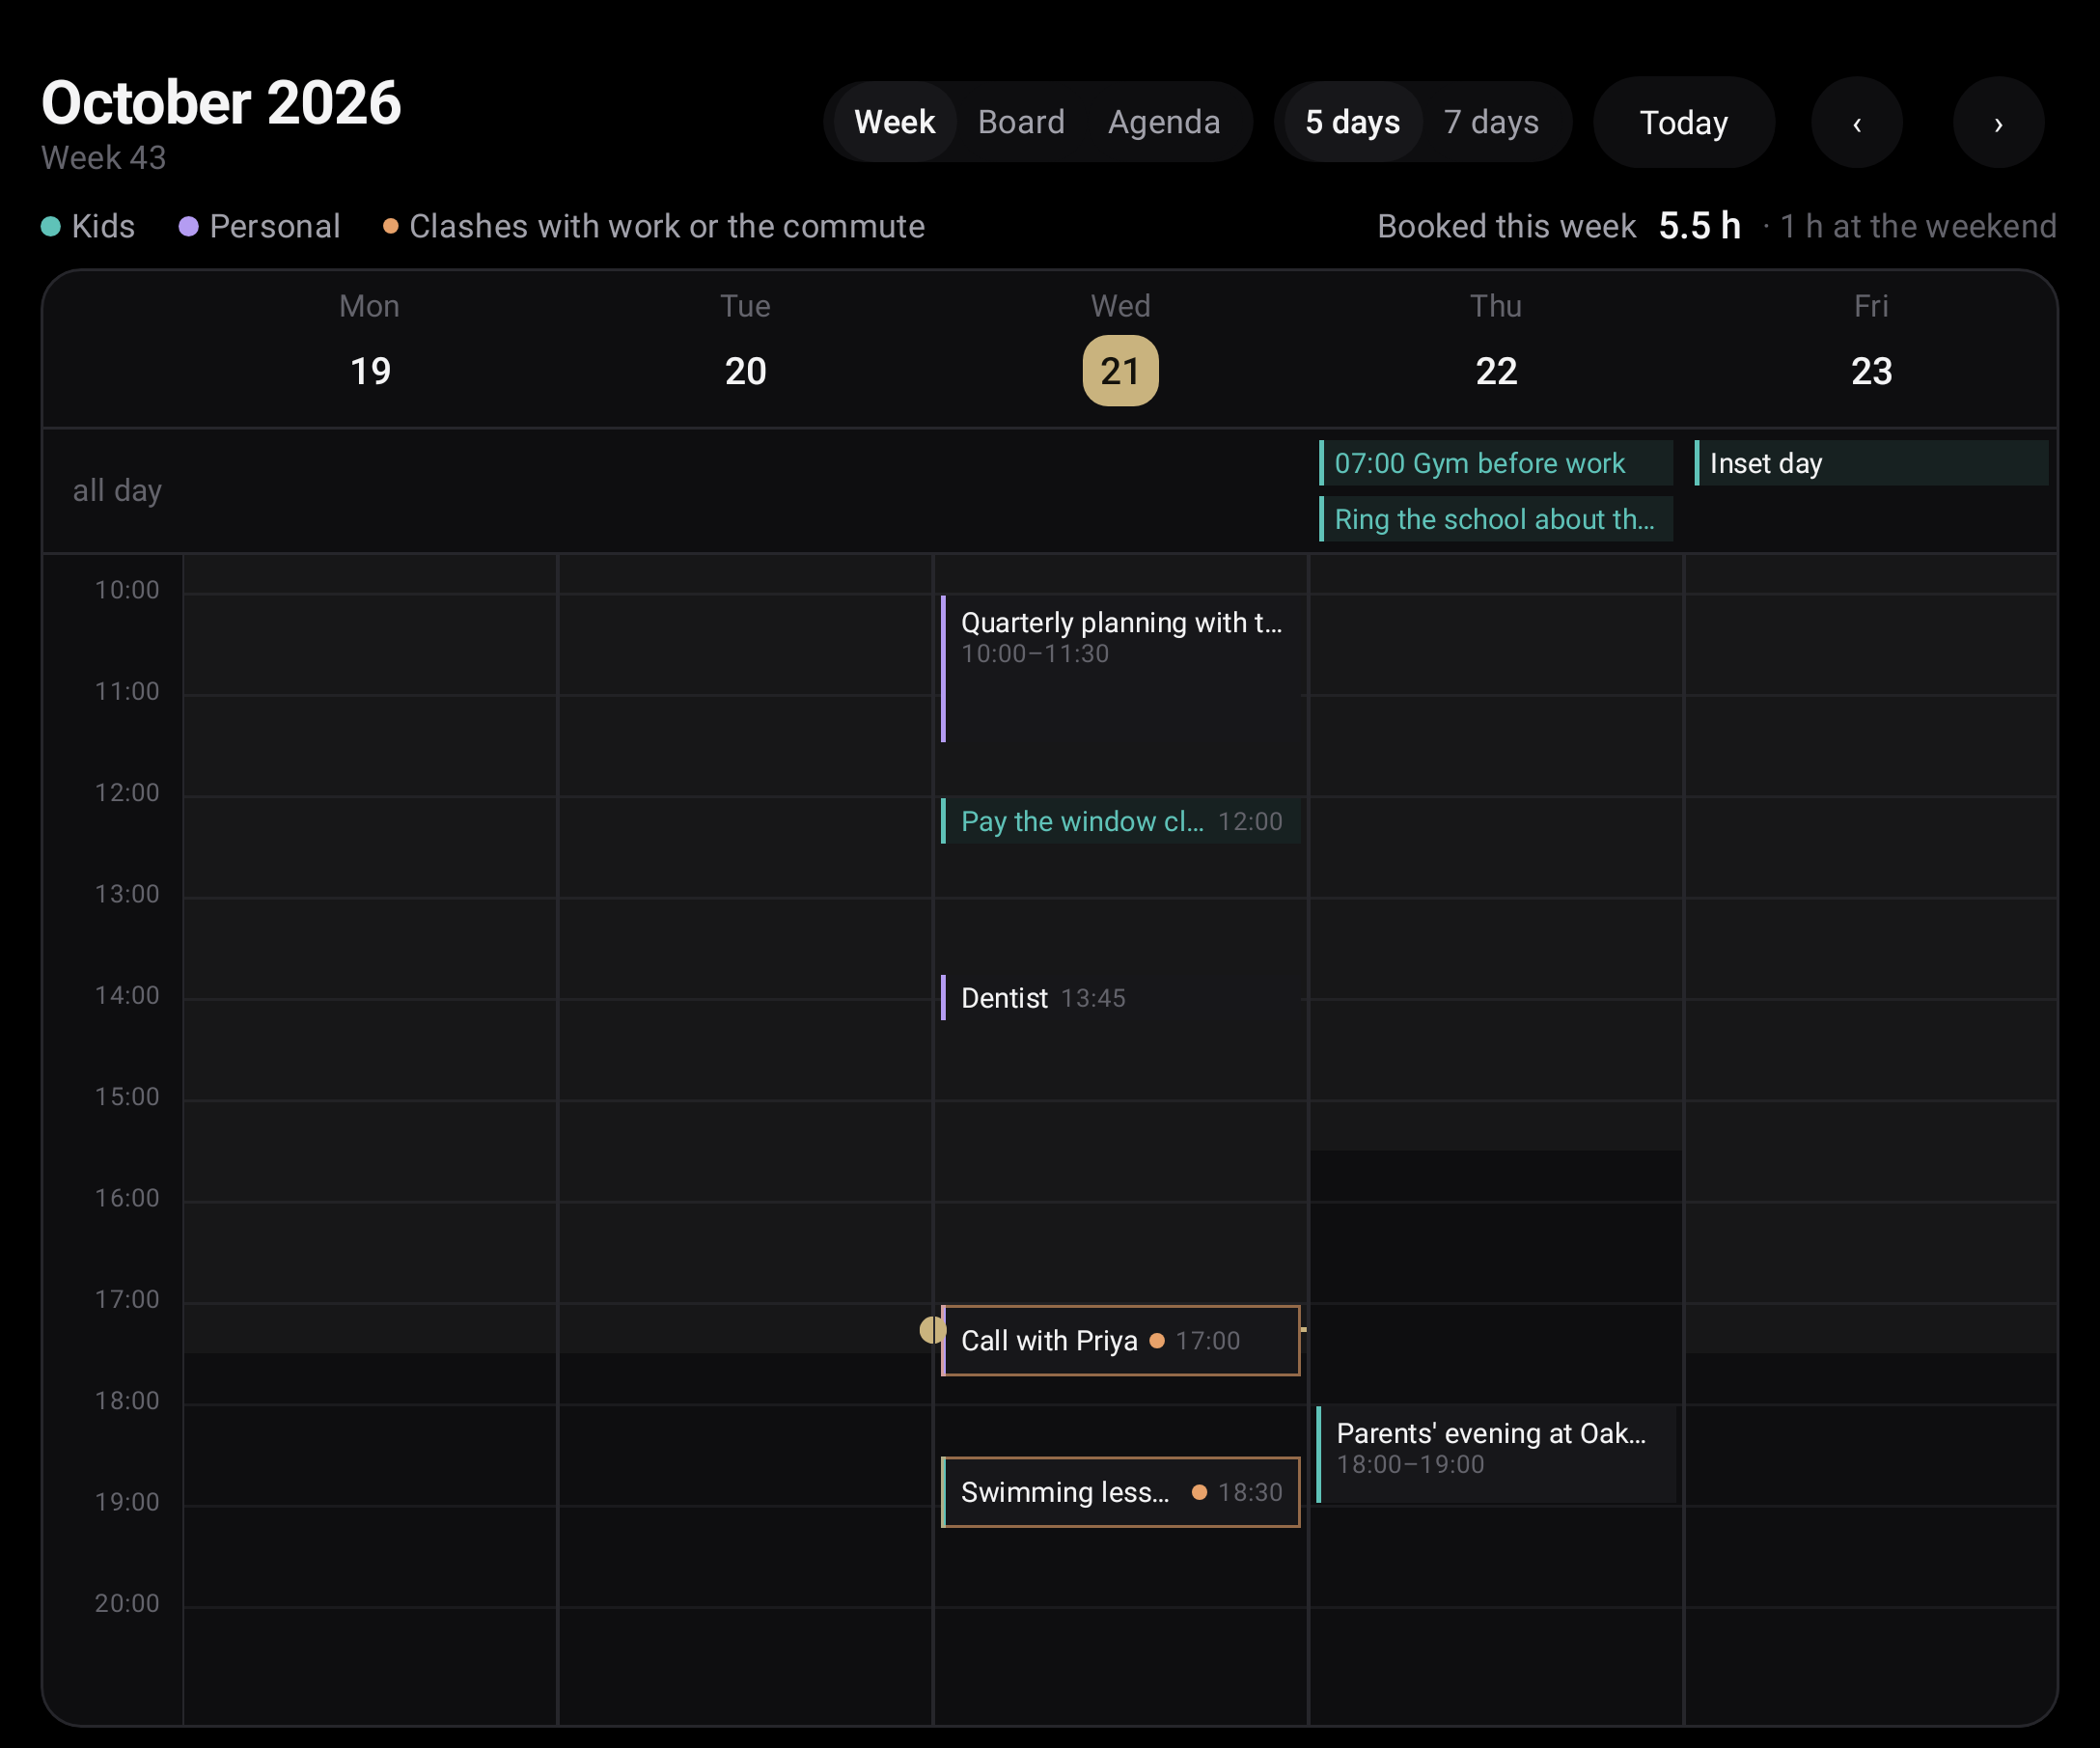 October 2026
Week 43
Week Board Agenda 5 days 7 days Today ‹ ›
Kids Personal Clashes with work or the commute
Booked this week 5.5 h · 1 h at the weekend
Mon Tue Wed Thu Fri
19 20 21 22 23
all day
07:00 Gym before work
Ring the school about th…
Inset day
10:00
11:00
12:00
13:00
14:00
15:00
16:00
17:00
18:00
19:00
20:00
Quarterly planning with t…
10:00–11:30
Pay the window cl… 12:00
Dentist 13:45
Call with Priya 17:00
Swimming less… 18:30
Parents' evening at Oak…
18:00–19:00